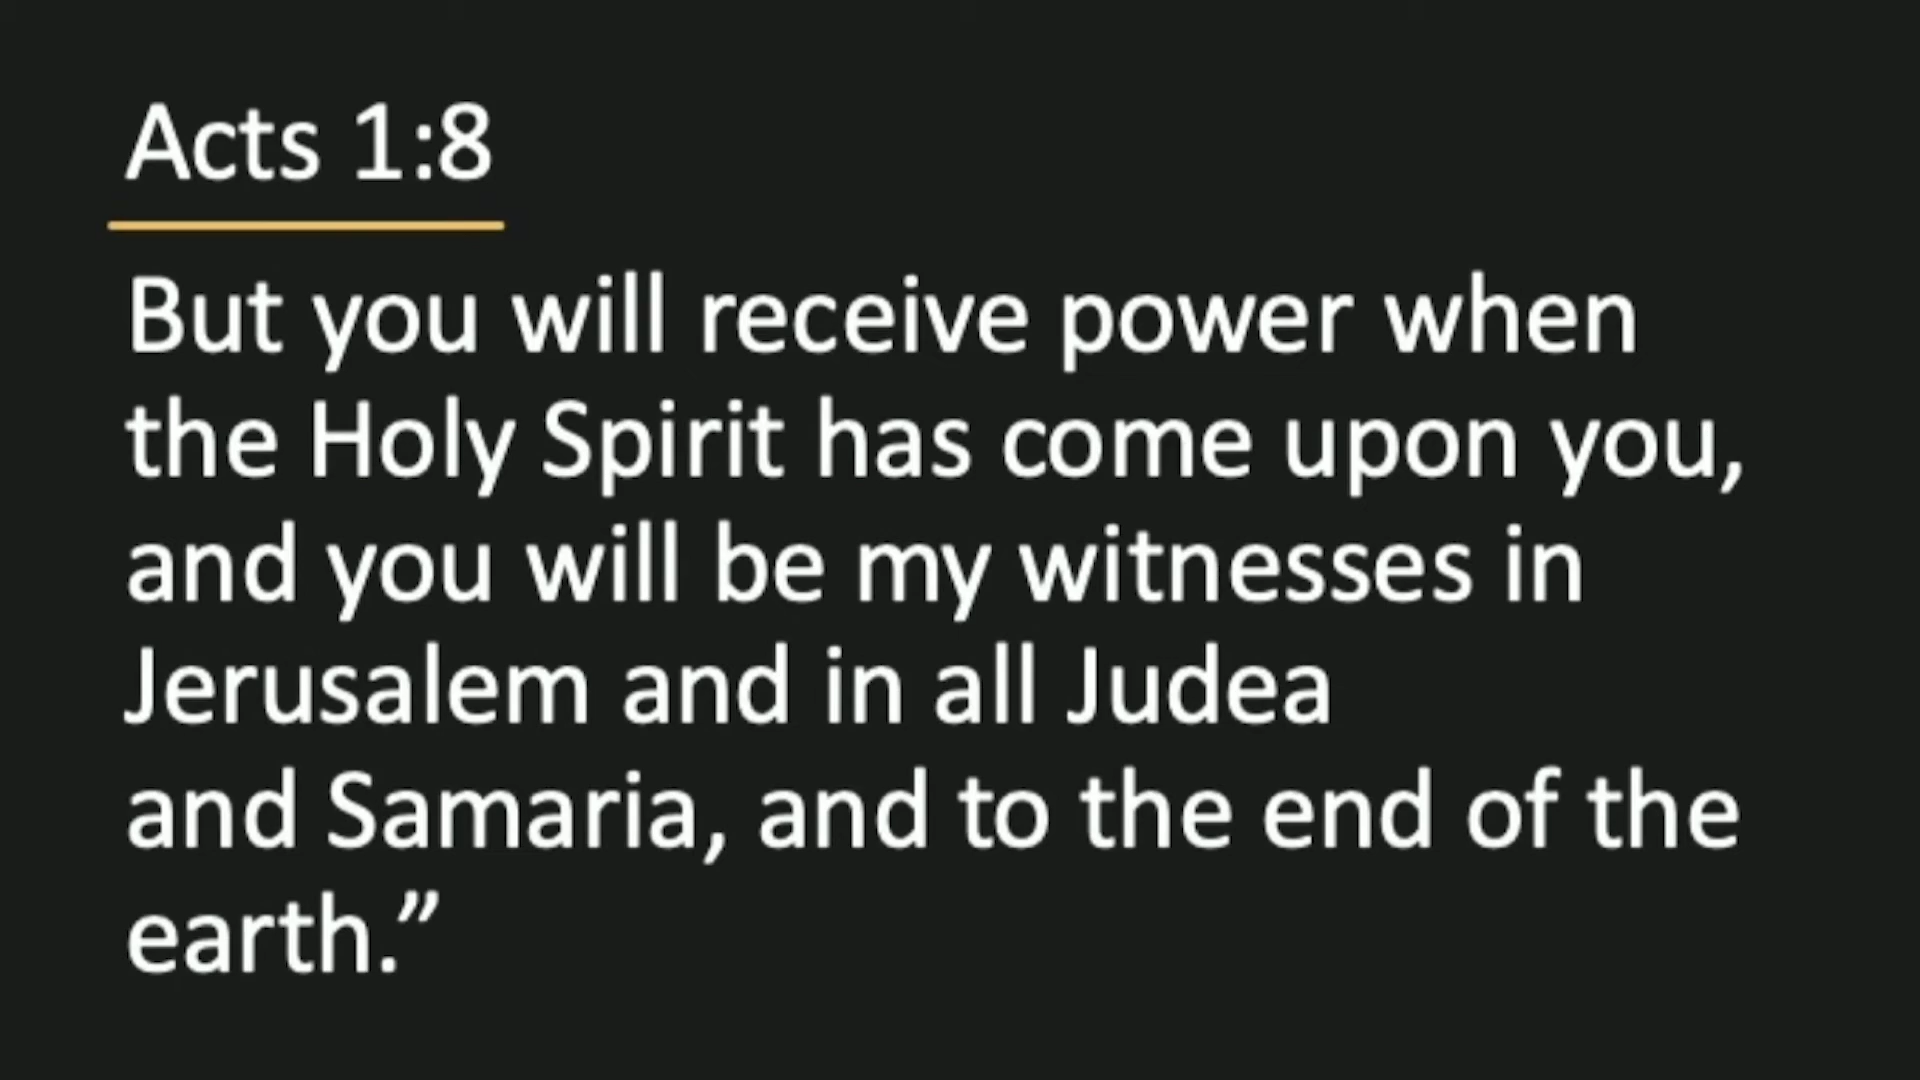 Acts 1:8
But you will receive power when
the Holy Spirit has come upon you,
and you will be my witnesses in
Jerusalem and in all Judea
and Samaria, and to the end of the
earth.”